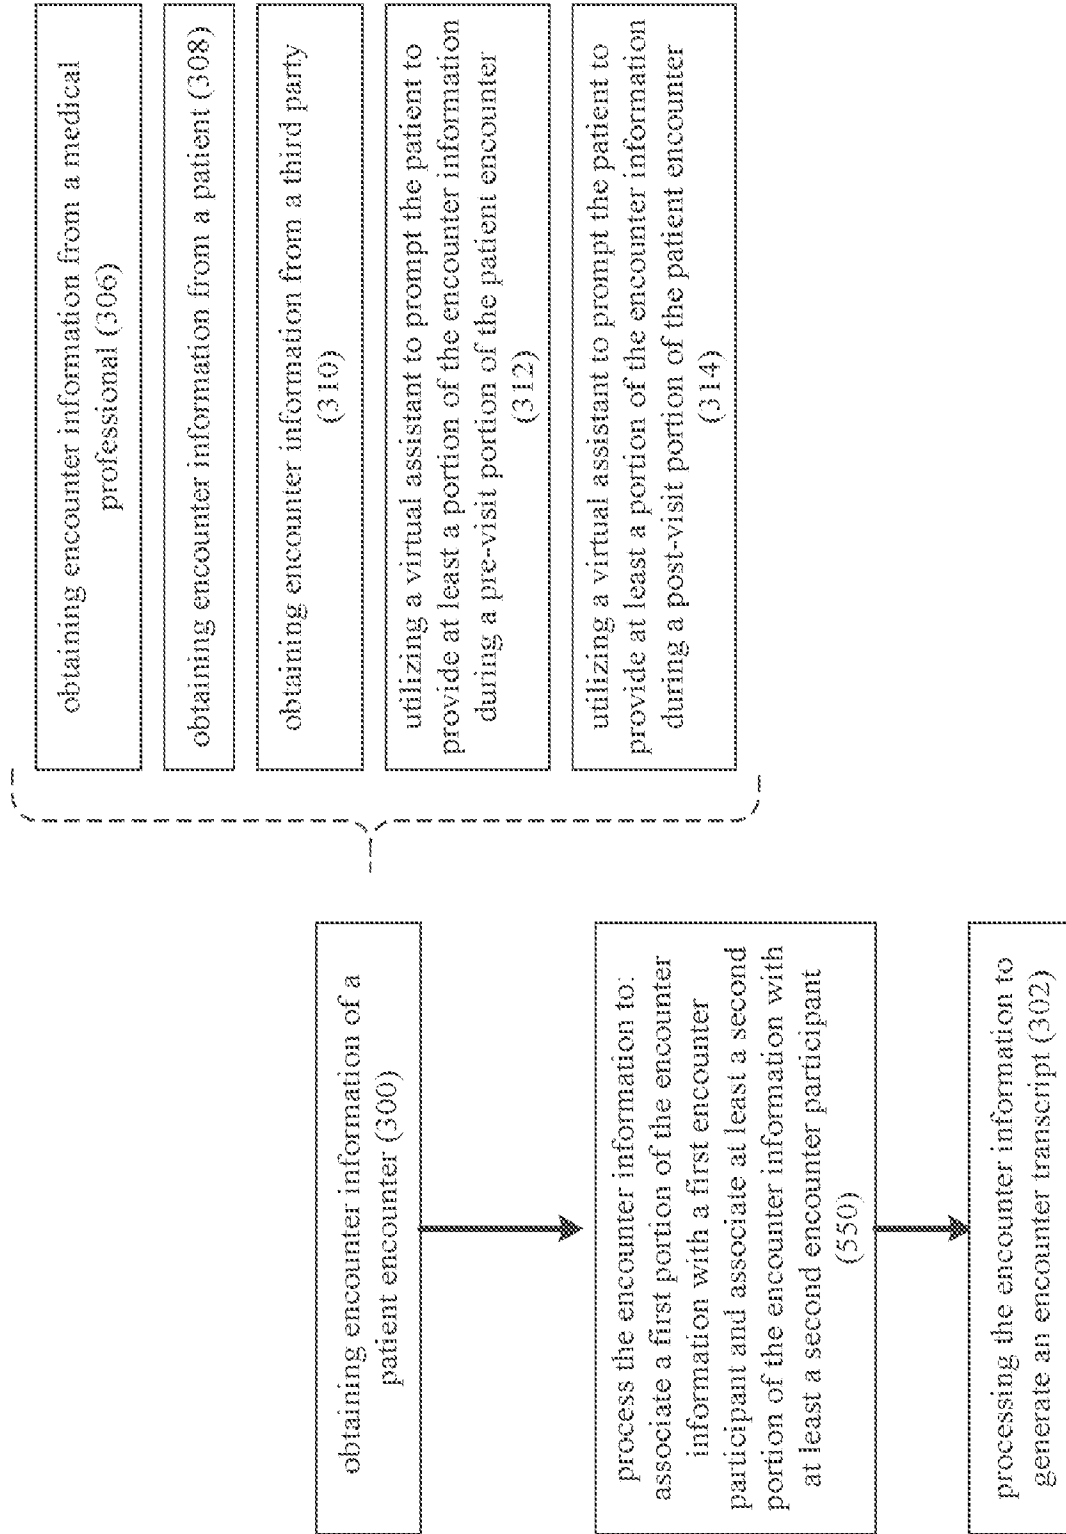 obtaining encounter information of a
patient encounter (300)
process the encounter information to:
associate a first portion of the encounter
information with a first encounter
participant and associate at least a second
portion of the encounter information with
at least a second encounter participant
(550)
processing the encounter information to
generate an encounter transcript (302)
obtaining encounter information from a medical
professional (306)
obtaining encounter information from a patient (308)
obtaining encounter information from a third party
(310)
utilizing a virtual assistant to prompt the patient to
provide at least a portion of the encounter information
during a pre-visit portion of the patient encounter
(312)
utilizing a virtual assistant to prompt the patient to
provide at least a portion of the encounter information
during a post-visit portion of the patient encounter
(314)